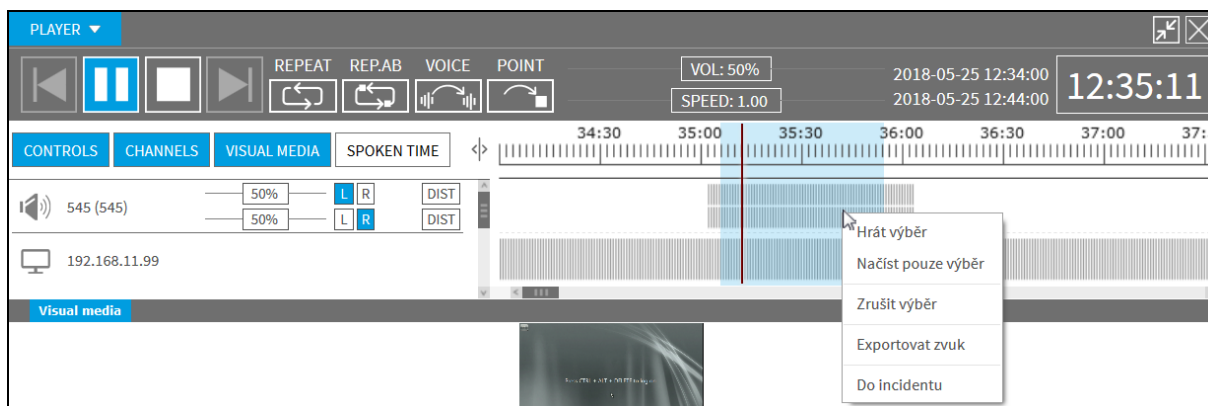 PLAYER
REPEAT REP.AB VOICE POINT
VOL: 50%
SPEED: 1.00
2018-05-25 12:34:00
2018-05-25 12:44:00
12:35:11
CONTROLS CHANNELS VISUAL MEDIA SPOKEN TIME
34:30 35:00 35:30 36:00 36:30 37:00 37:
545 (545)
50% L R DIST
50% L R DIST
192.168.11.99
Hrát výběr
Načíst pouze výběr
Zrušit výběr
Exportovat zvuk
Do incidentu
Visual media